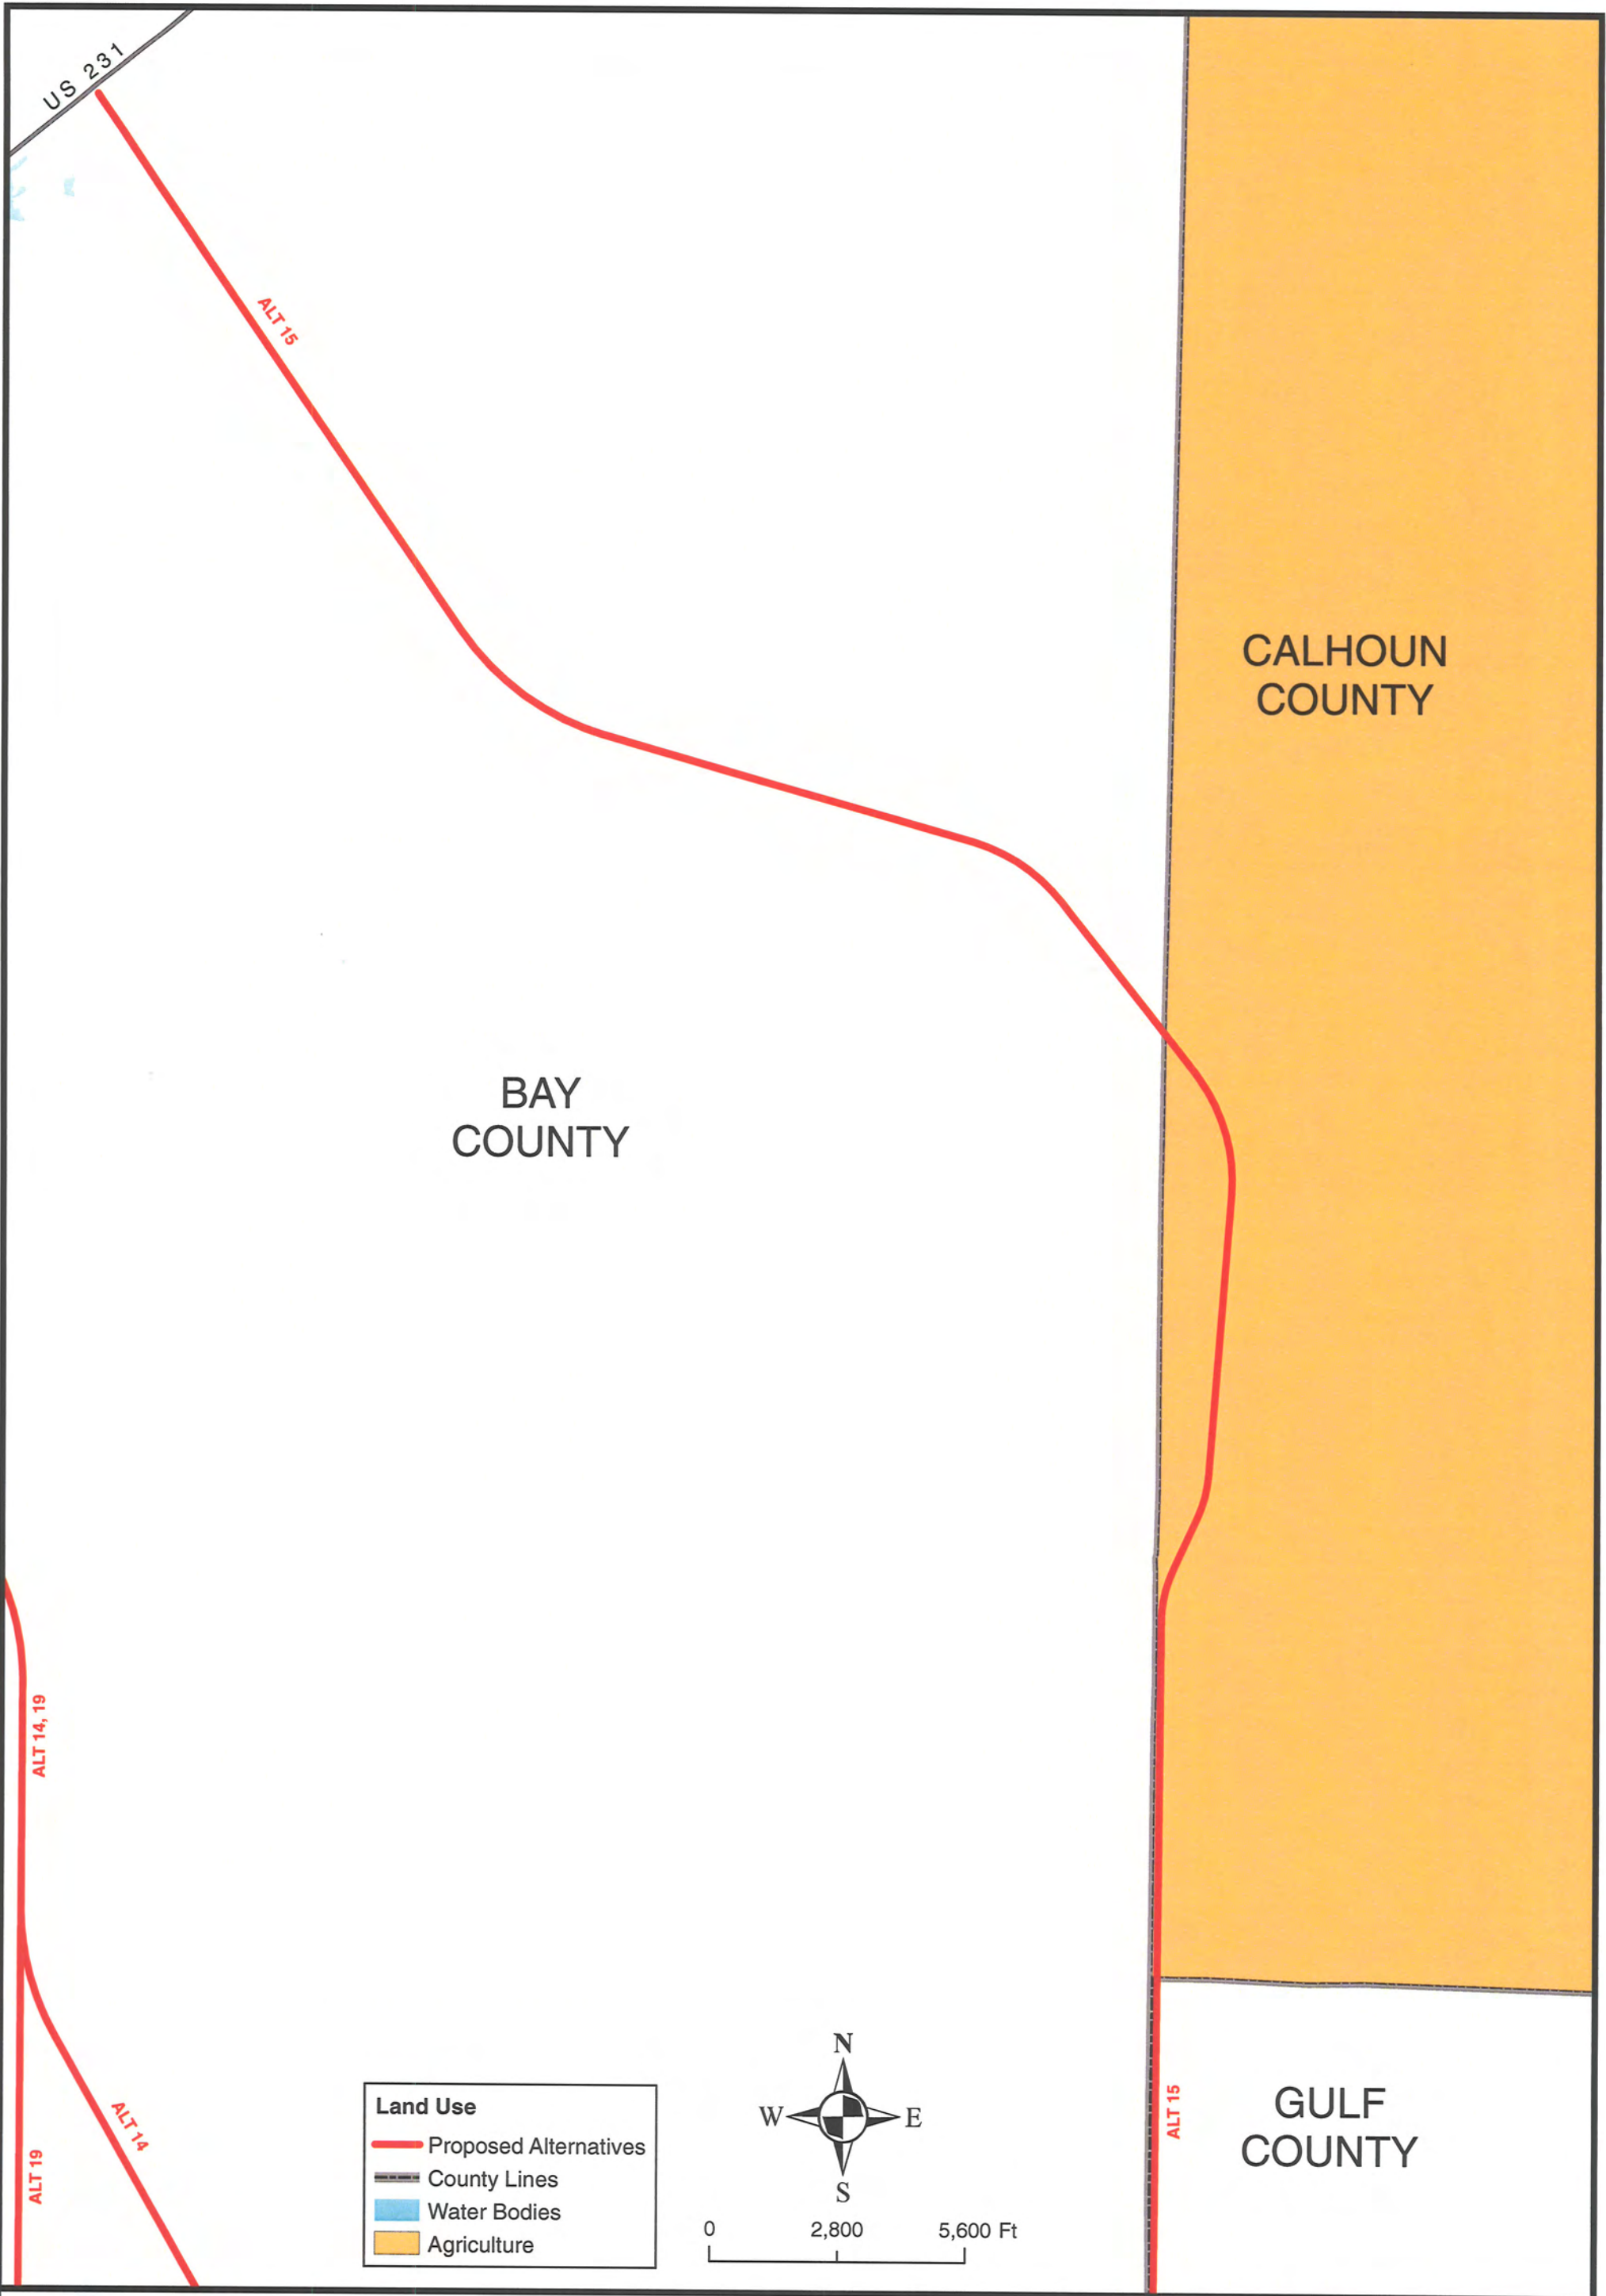 US 231
ALT 15
CALHOUN
COUNTY
BAY
COUNTY
ALT 14, 19
ALT 14
ALT 19
ALT 15
GULF
COUNTY
Land Use
Proposed Alternatives
County Lines
Water Bodies
Agriculture
N
W E
S
0 2,800 5,600 Ft